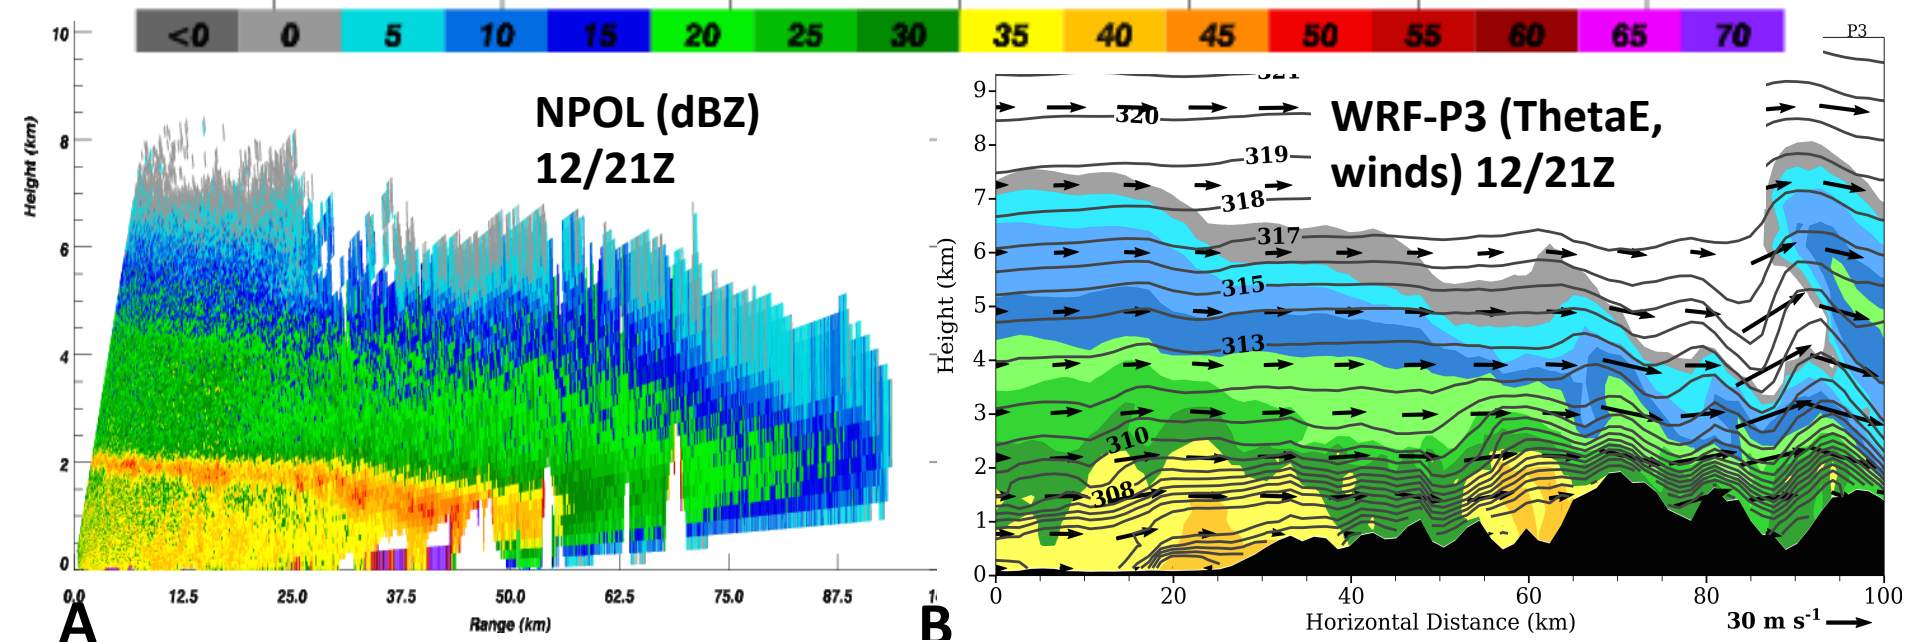 <0 0 5 10 15 20 25 30 35 40 45 50 55 60 65 70
10
8
6
4
2
0
Height (km)
NPOL (dBZ)
12/21Z
0.0 12.5 25.0 37.5 50.0 62.5 75.0 87.5
Range (km)
A
P3
9
8
7
6
5
4
3
2
1
0
Height (km)
WRF-P3 (ThetaE,
winds) 12/21Z
321
320
319
318
317
315
313
310
308
0 20 40 60 80 100
Horizontal Distance (km)
30 m s-1
B